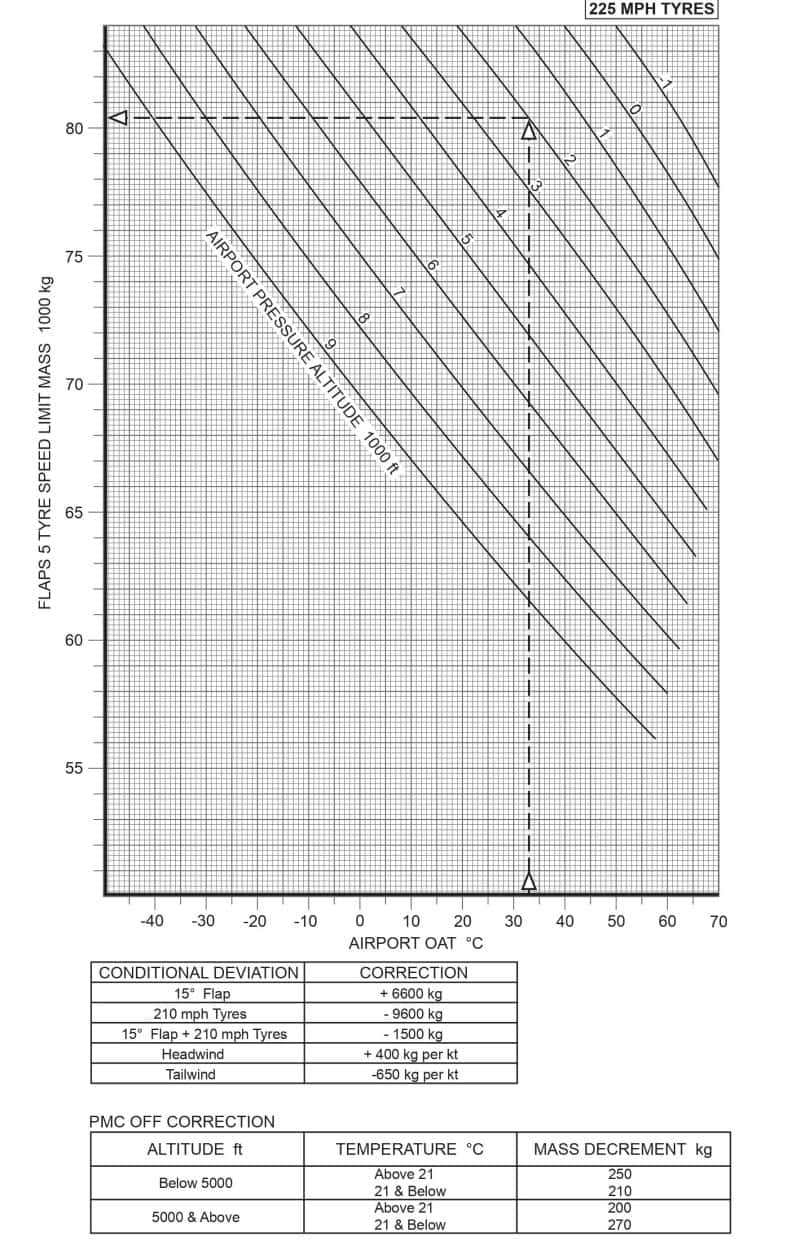 225 MPH TYRES
-1
0
1
2
3
4
5
6
7
8
9
AIRPORT PRESSURE ALTITUDE 1000 ft
FLAPS 5 TYRE SPEED LIMIT MASS 1000 kg
80
75
70
65
60
55
-40 -30 -20 -10 0 10 20 30 40 50 60 70
AIRPORT OAT °C
CONDITIONAL DEVIATION CORRECTION
15° Flap + 6600 kg
210 mph Tyres - 9600 kg
15° Flap + 210 mph Tyres - 1500 kg
Headwind + 400 kg per kt
Tailwind -650 kg per kt
PMC OFF CORRECTION
ALTITUDE ft TEMPERATURE °C MASS DECREMENT kg
Below 5000 Above 21 250
21 & Below 210
5000 & Above Above 21 200
21 & Below 270